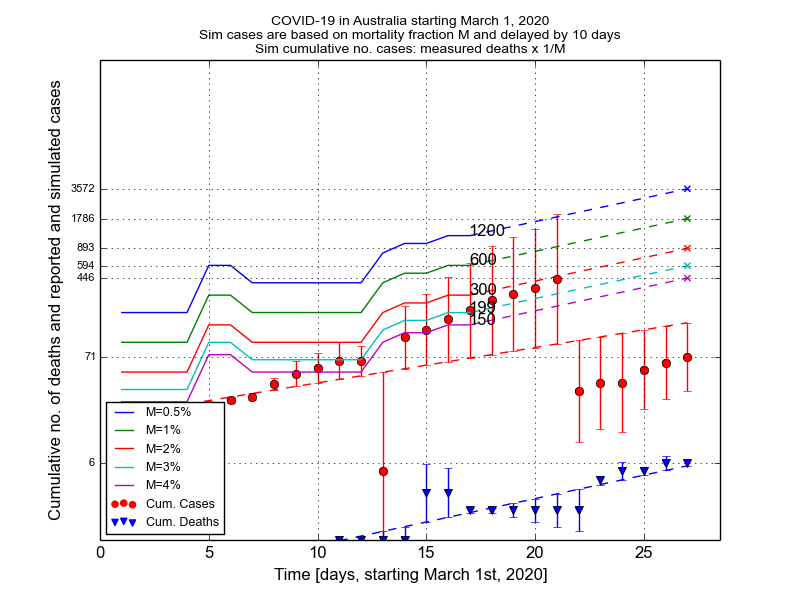 COVID-19 in Australia starting March 1, 2020
Sim cases are based on mortality fraction M and delayed by 10 days
Sim cumulative no. cases: measured deaths x 1/M
Cumulative no. of deaths and reported and simulated cases
3572
1786
893
594
446
71
6
1200
600
300
199
150
M=0.5%
M=1%
M=2%
M=3%
M=4%
Cum. Cases
Cum. Deaths
0 5 10 15 20 25
Time [days, starting March 1st, 2020]